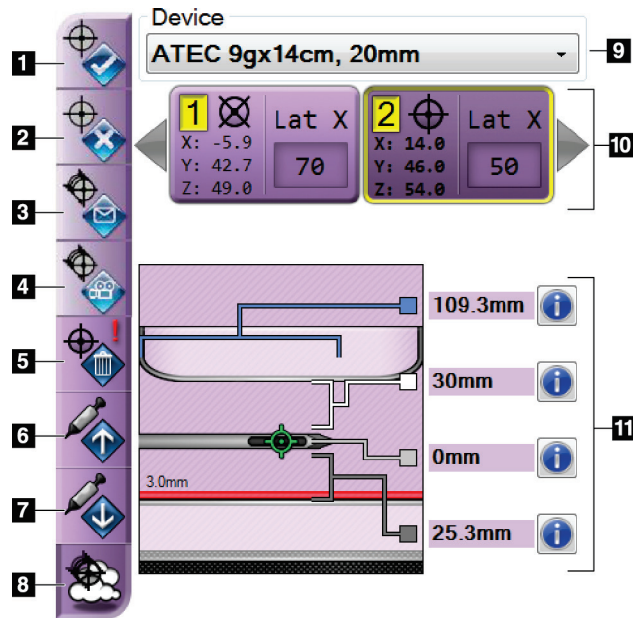 Device
1
ATEC 9gx14cm, 20mm
9
2
1 Lat X
X: -5.9
Y: 42.7
Z: 49.0
70
2 Lat X
X: 14.0
Y: 46.0
Z: 54.0
50
10
3
4
109.3mm
5
!
30mm
6
0mm
11
7
3.0mm
25.3mm
8